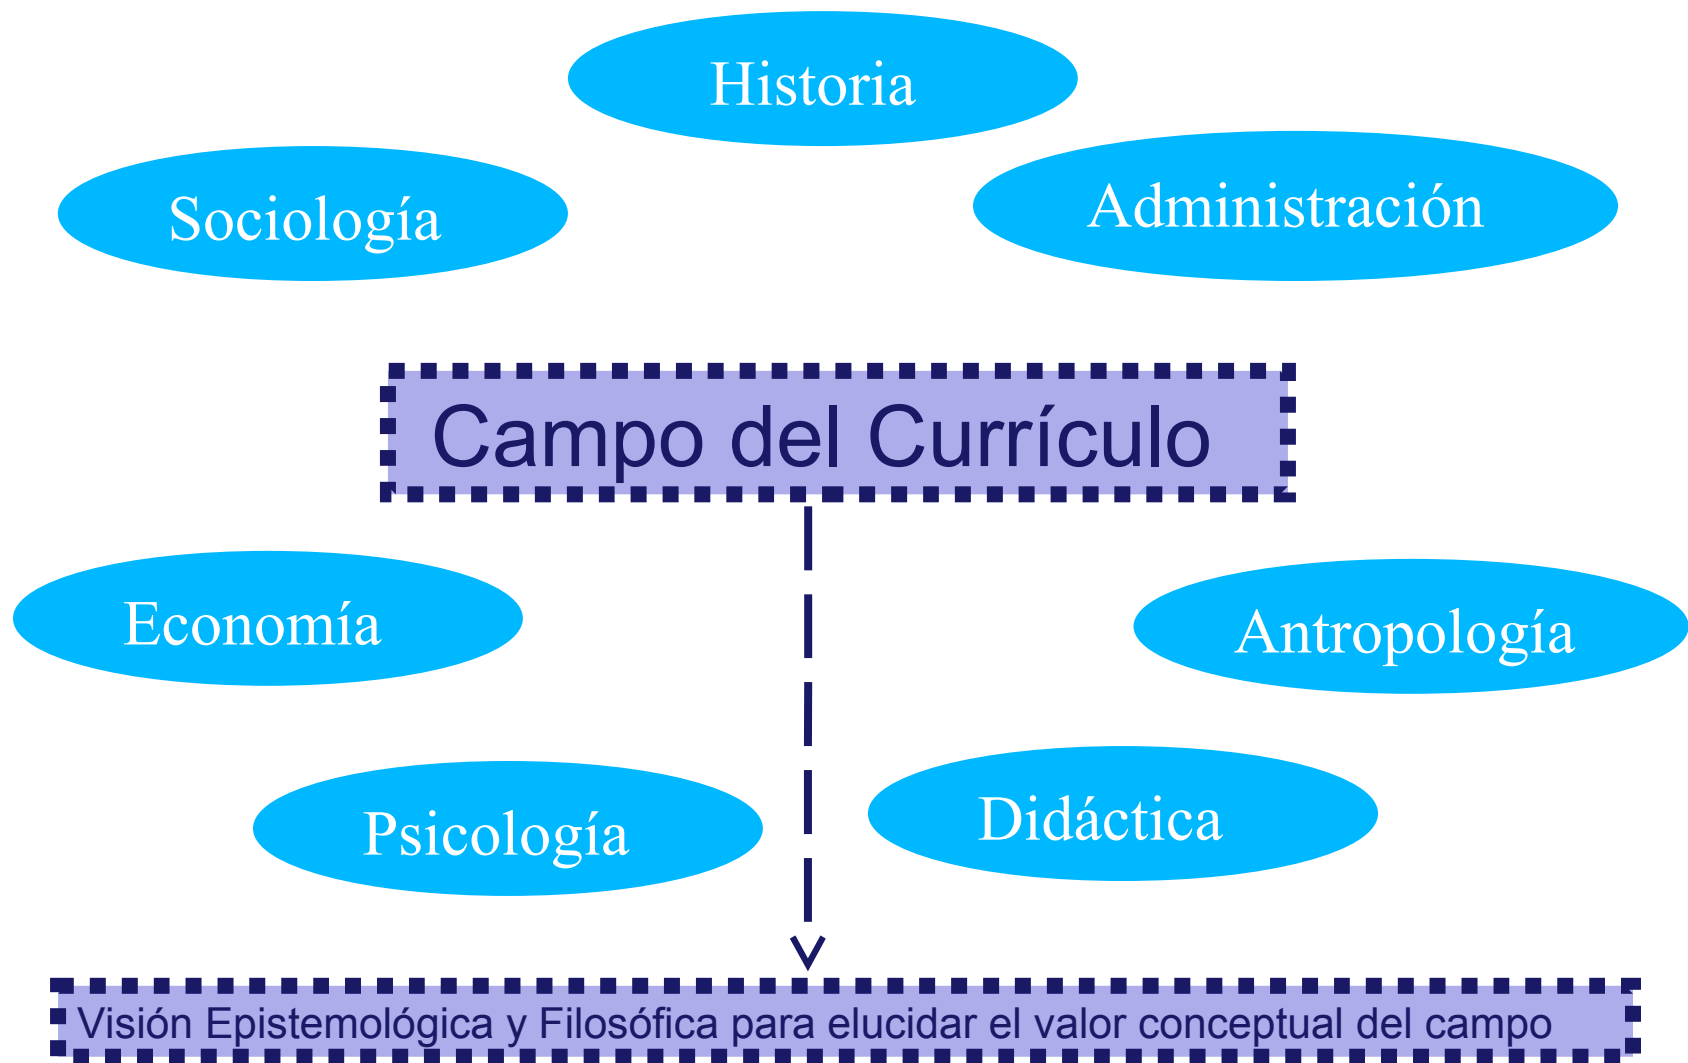 Historia
Sociología
Administración
Campo del Currículo
Economía
Antropología
Psicología
Didáctica
Visión Epistemológica y Filosófica para elucidar el valor conceptual del campo